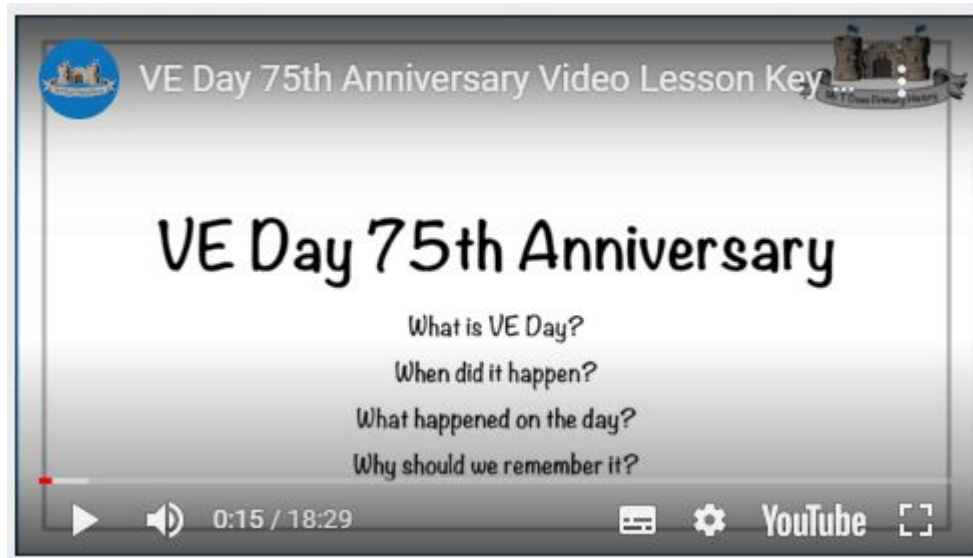 VE Day 75th Anniversary Video Lesson Key ...
VE Day 75th Anniversary
What is VE Day?
When did it happen?
What happened on the day?
Why should we remember it?
0:15 / 18:29
YouTube